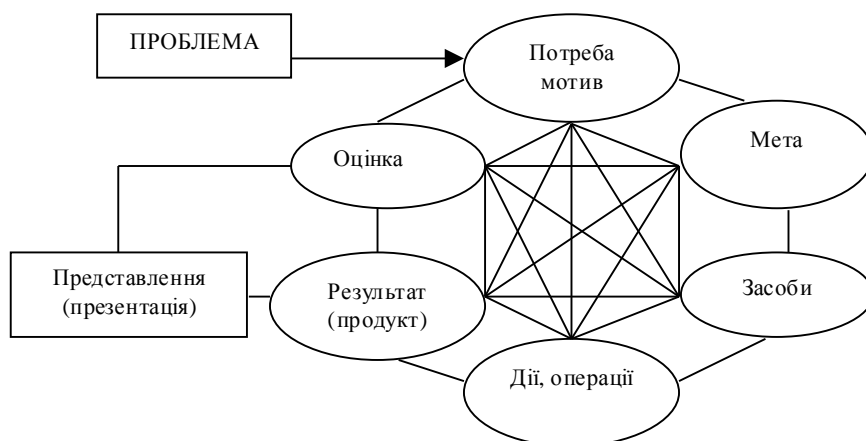 ПРОБЛЕМА
Потреба
мотив
Оцінка
Мета
Представлення
(презентація)
Результат
(продукт)
Засоби
Дії, операції